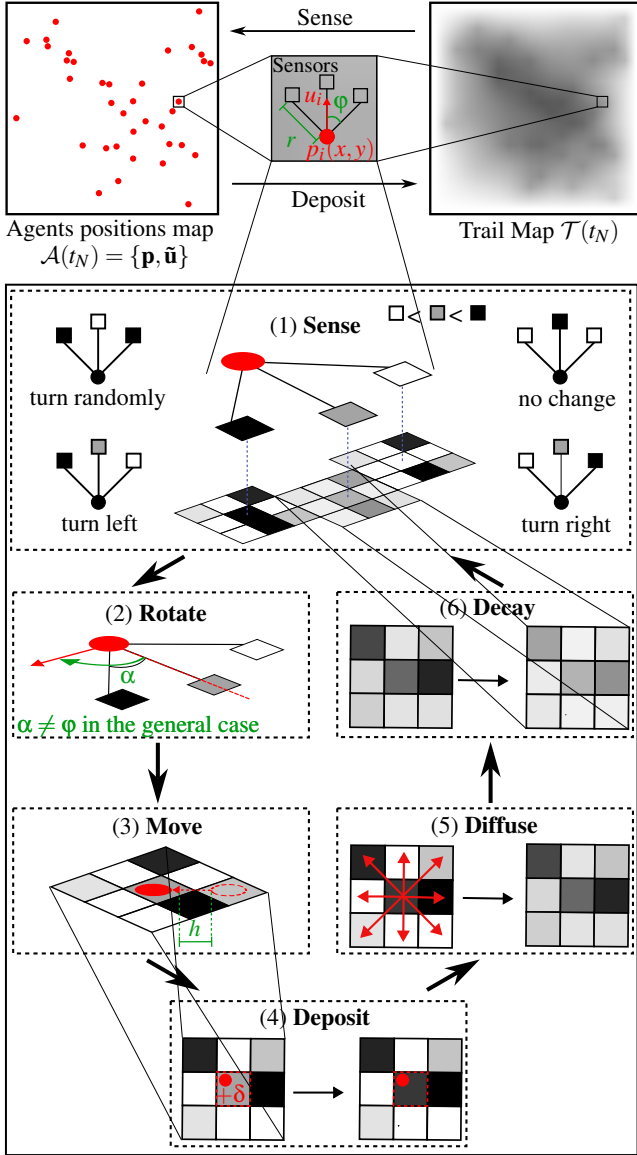 Sense
Sensors
u_i
φ
r
p_i(x, y)
Deposit
Agents positions map
𝒜(t_N) = {𝐩, 𝐮̃}
Trail Map 𝒯(t_N)
(1) Sense
< <
turn randomly
no change
turn left
turn right
(2) Rotate
α
α ≠ φ in the general case
(6) Decay
(3) Move
h
(5) Diffuse
(4) Deposit
+δ